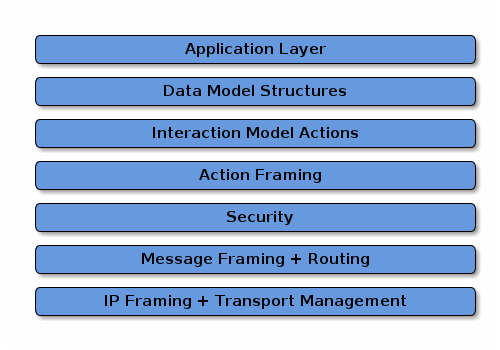 Application Layer
Data Model Structures
Interaction Model Actions
Action Framing
Security
Message Framing + Routing
IP Framing + Transport Management